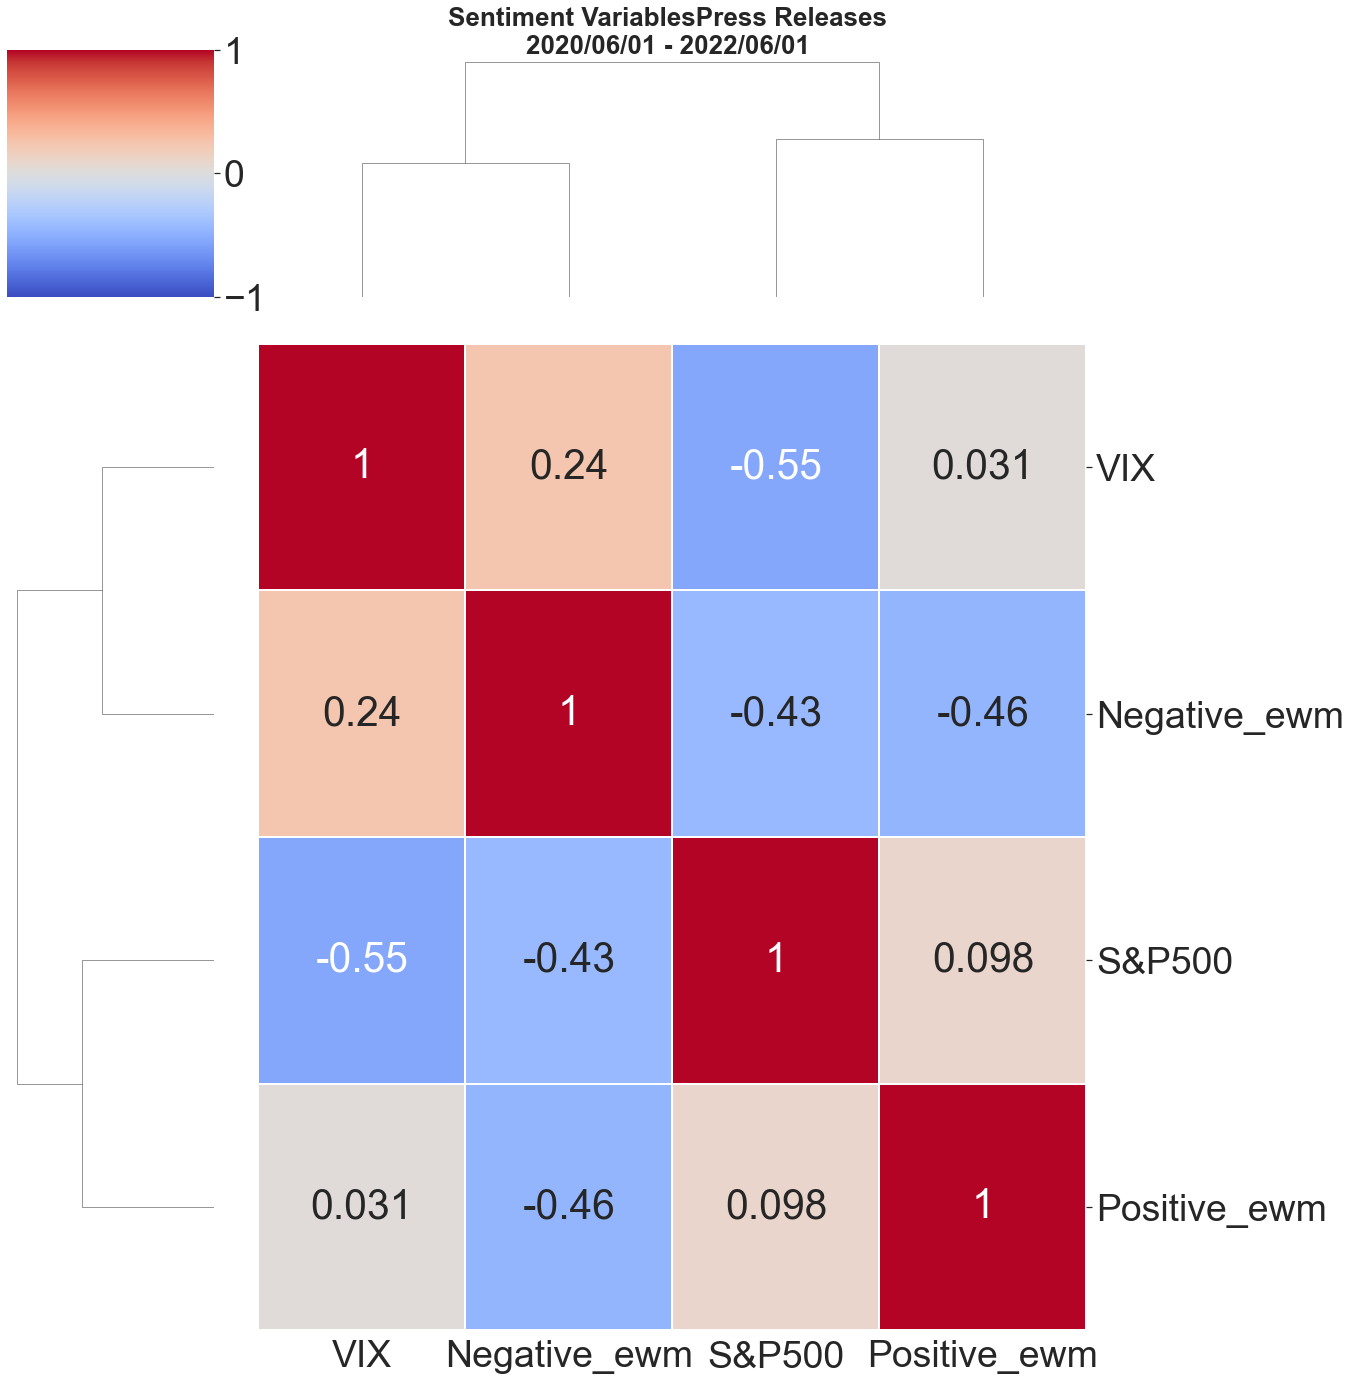 Sentiment VariablesPress Releases
2020/06/01 - 2022/06/01
1
0
−1
1 0.24 -0.55 0.031 VIX
0.24 1 -0.43 -0.46 Negative_ewm
-0.55 -0.43 1 0.098 S&P500
0.031 -0.46 0.098 1 Positive_ewm
VIX Negative_ewm S&P500 Positive_ewm